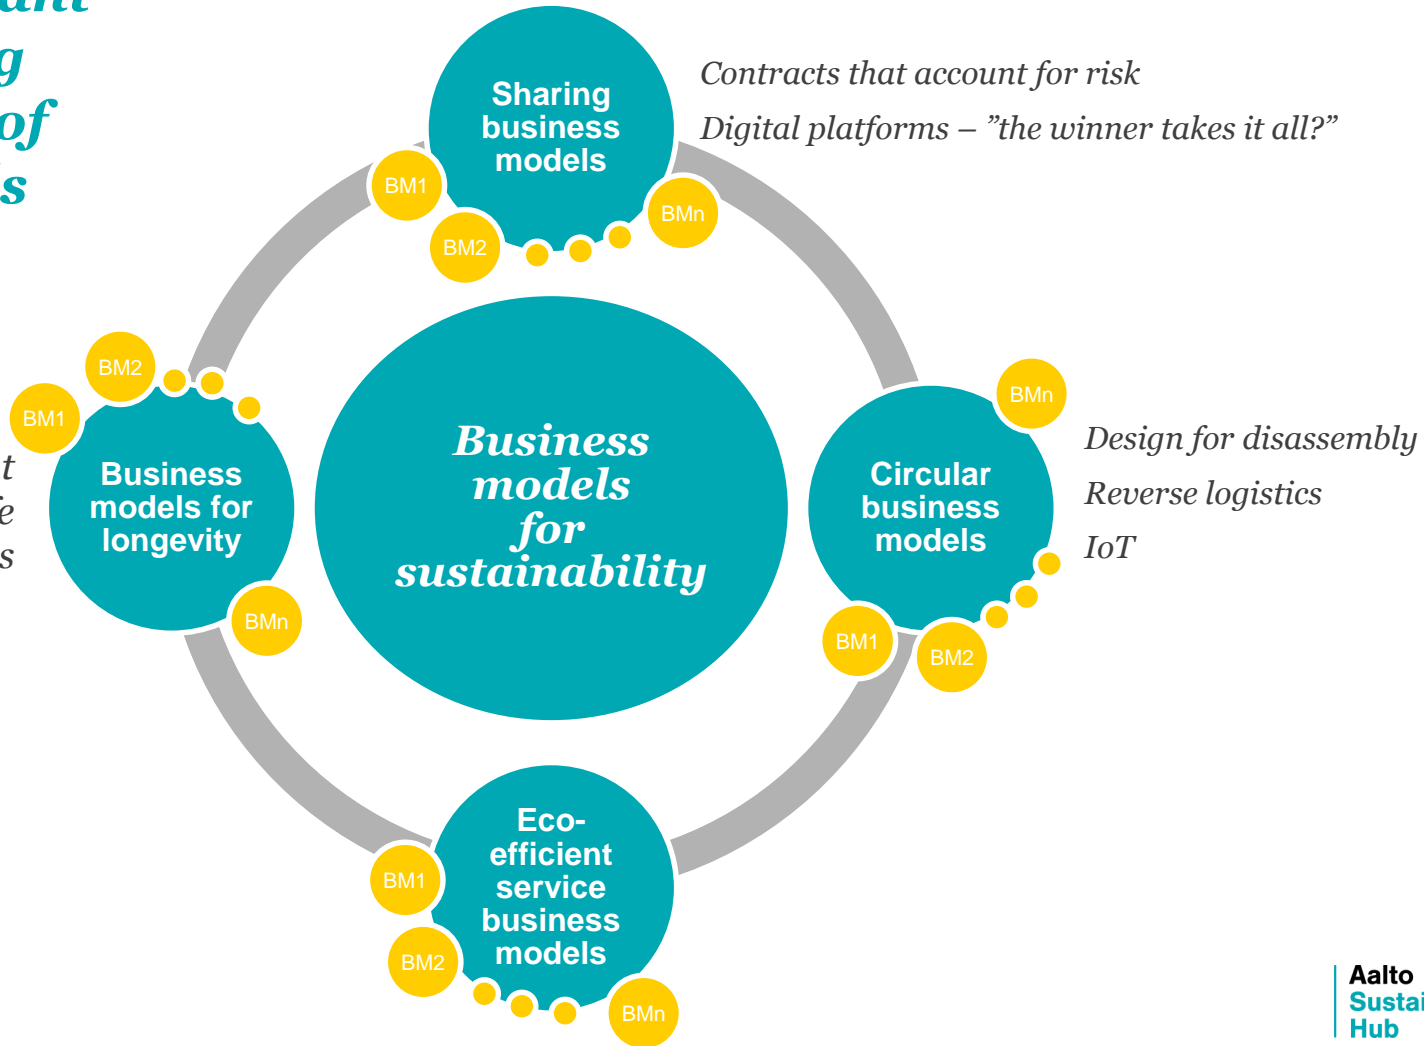 g
of
s
Sharing
business
models
Contracts that account for risk
Digital platforms – ”the winner takes it all?”
BM1
BM2
BMn
BM1
BM2
Business
models for
longevity
BMn
t
fe
s
Business
models
for
sustainability
Circular
business
models
BMn
BM1
BM2
Design for disassembly
Reverse logistics
IoT
Eco-
efficient
service
business
models
BM1
BM2
BMn
Aalto
Hub